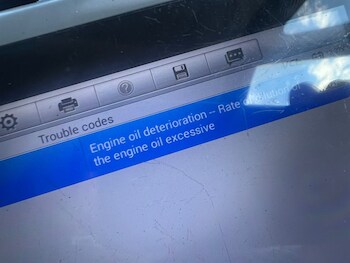 Trouble codes
Engine oil deterioration – Rate
the engine oil excessive